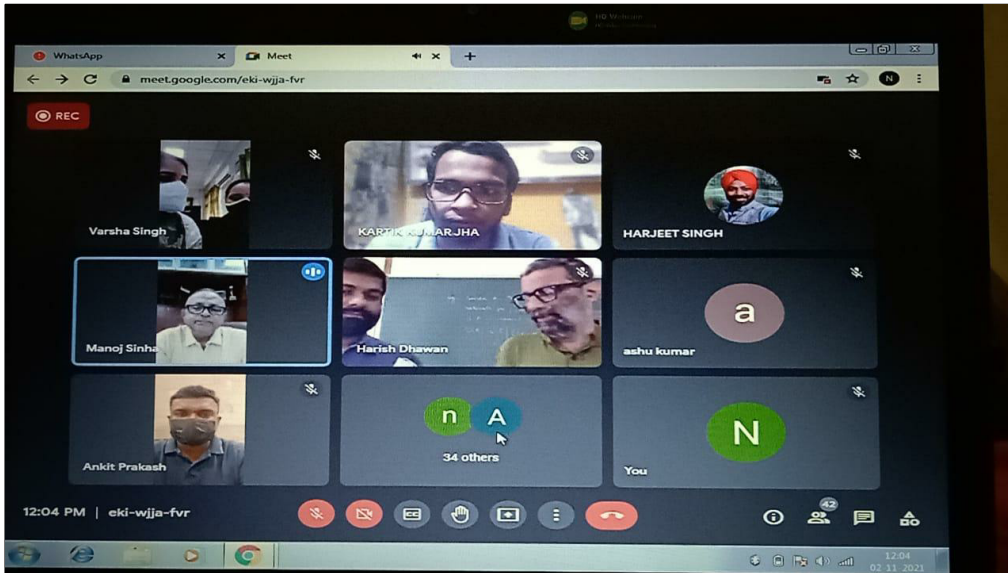 WhatsApp
Meet
meet.google.com/eki-wjja-fvr
N
REC
Varsha Singh
KARTIK KUMAR JHA
HARJEET SINGH
Manoj Sinha
Harish Dhawan
a
ashu kumar
Ankit Prakash
n A
34 others
N
You
12:04 PM | eki-wjja-fvr
CC
42
12:04
02-11-2021